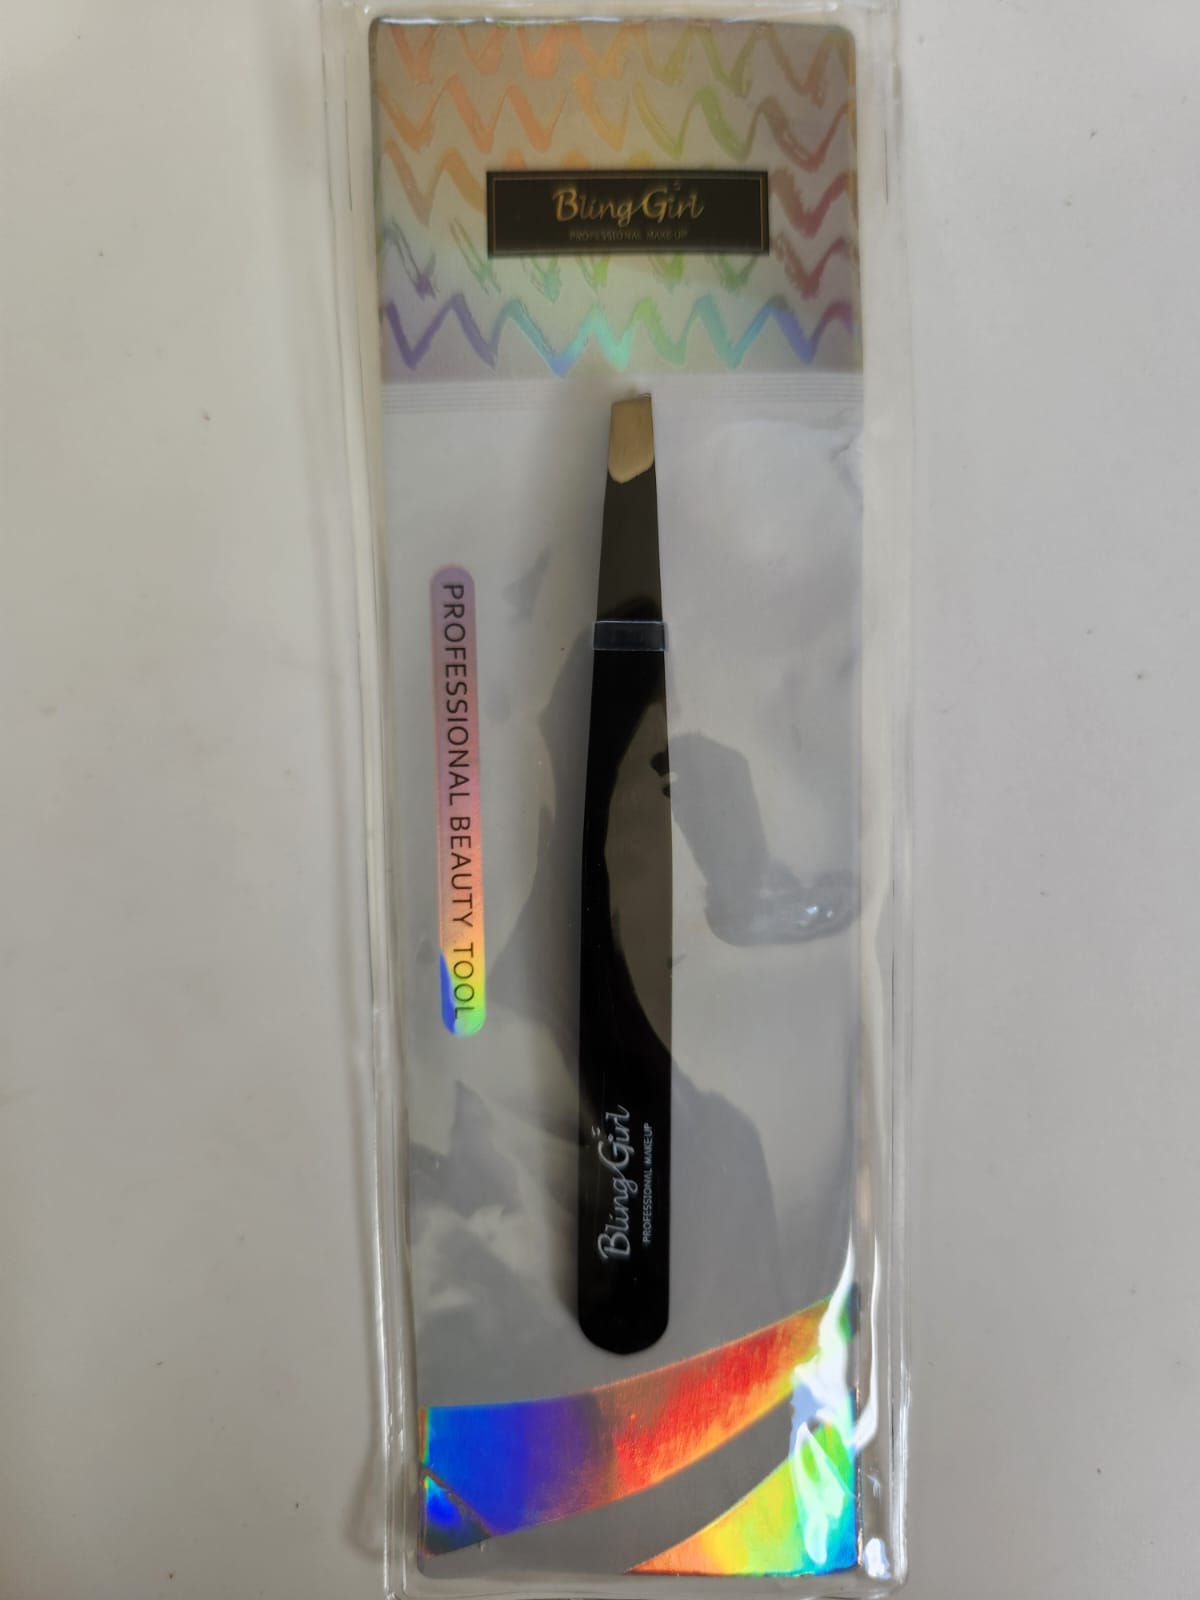 Bling Girl
PROFESSIONAL MAKE-UP
PROFESSIONAL BEAUTY TOOL
Bling Girl
PROFESSIONAL MAKE-UP